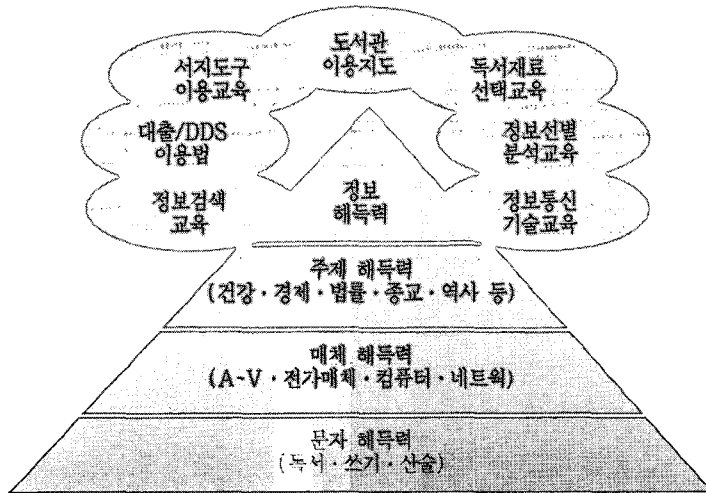 도서관
이용지도
서지도구
이용교육
독서재료
선택교육
대출/DDS
이용법
정보선별
분석교육
정보검색
교육
정보
해득력
정보통신
기술교육
주제 해득력
(건강·경제·법률·종교·역사 등)
매체 해득력
(A-V·전가매체·컴퓨터·네트웍)
문자 해득력
(독서·쓰기·산술)